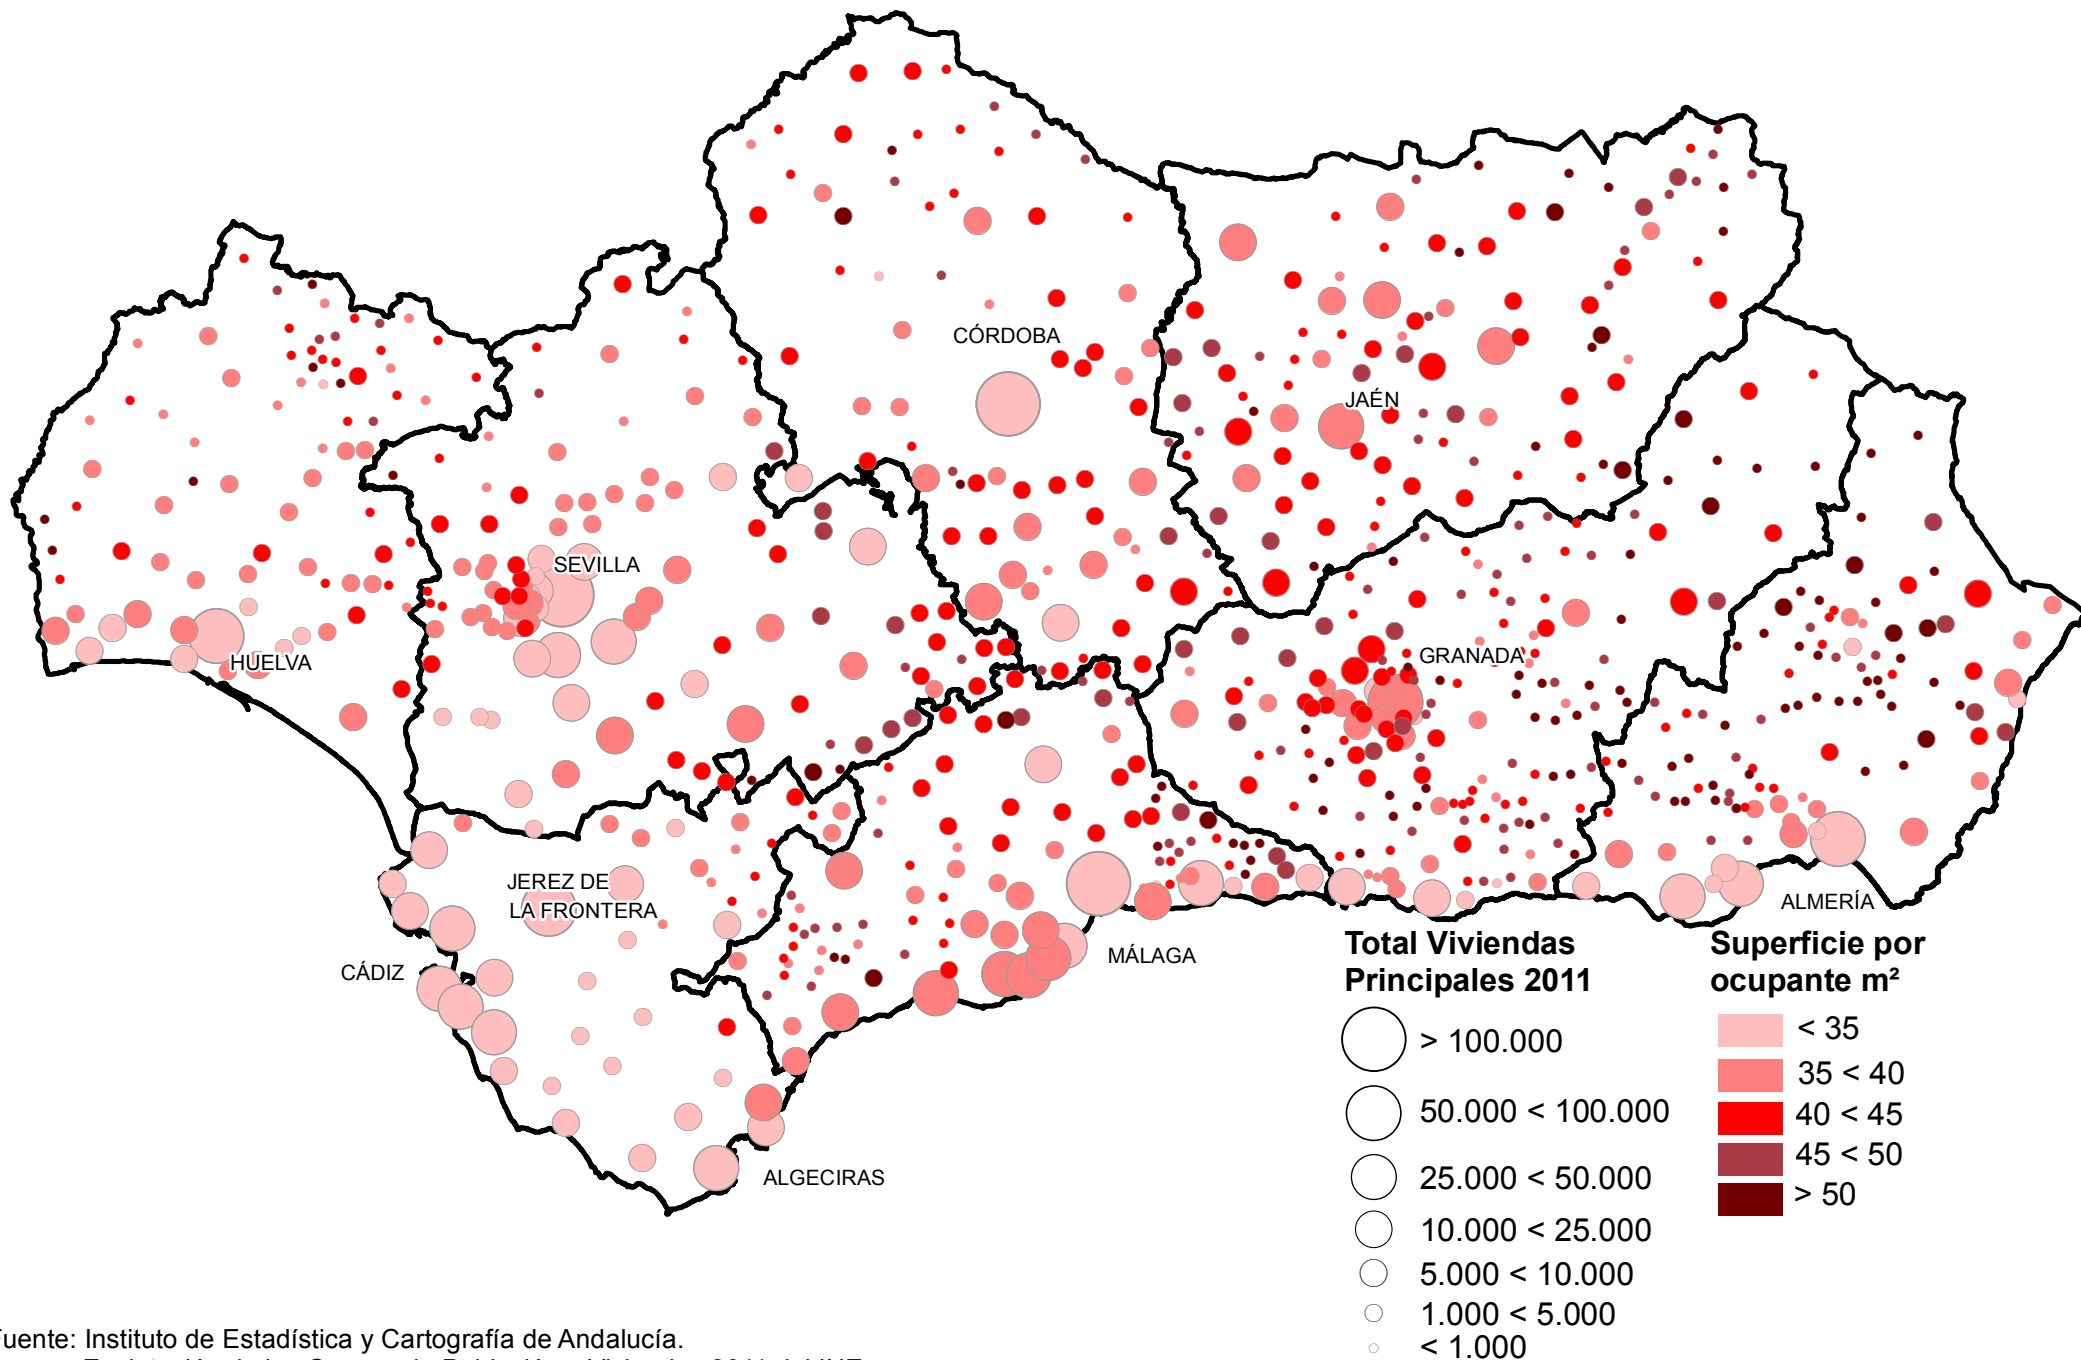 CÓRDOBA
JAÉN
SEVILLA
HUELVA
GRANADA
JEREZ DE
LA FRONTERA
ALMERÍA
CÁDIZ
MÁLAGA
ALGECIRAS
Total Viviendas
Principales 2011
> 100.000
50.000 < 100.000
25.000 < 50.000
10.000 < 25.000
5.000 < 10.000
1.000 < 5.000
< 1.000
Superficie por
ocupante m²
< 35
35 < 40
40 < 45
45 < 50
> 50
Fuente: Instituto de Estadística y Cartografía de Andalucía.